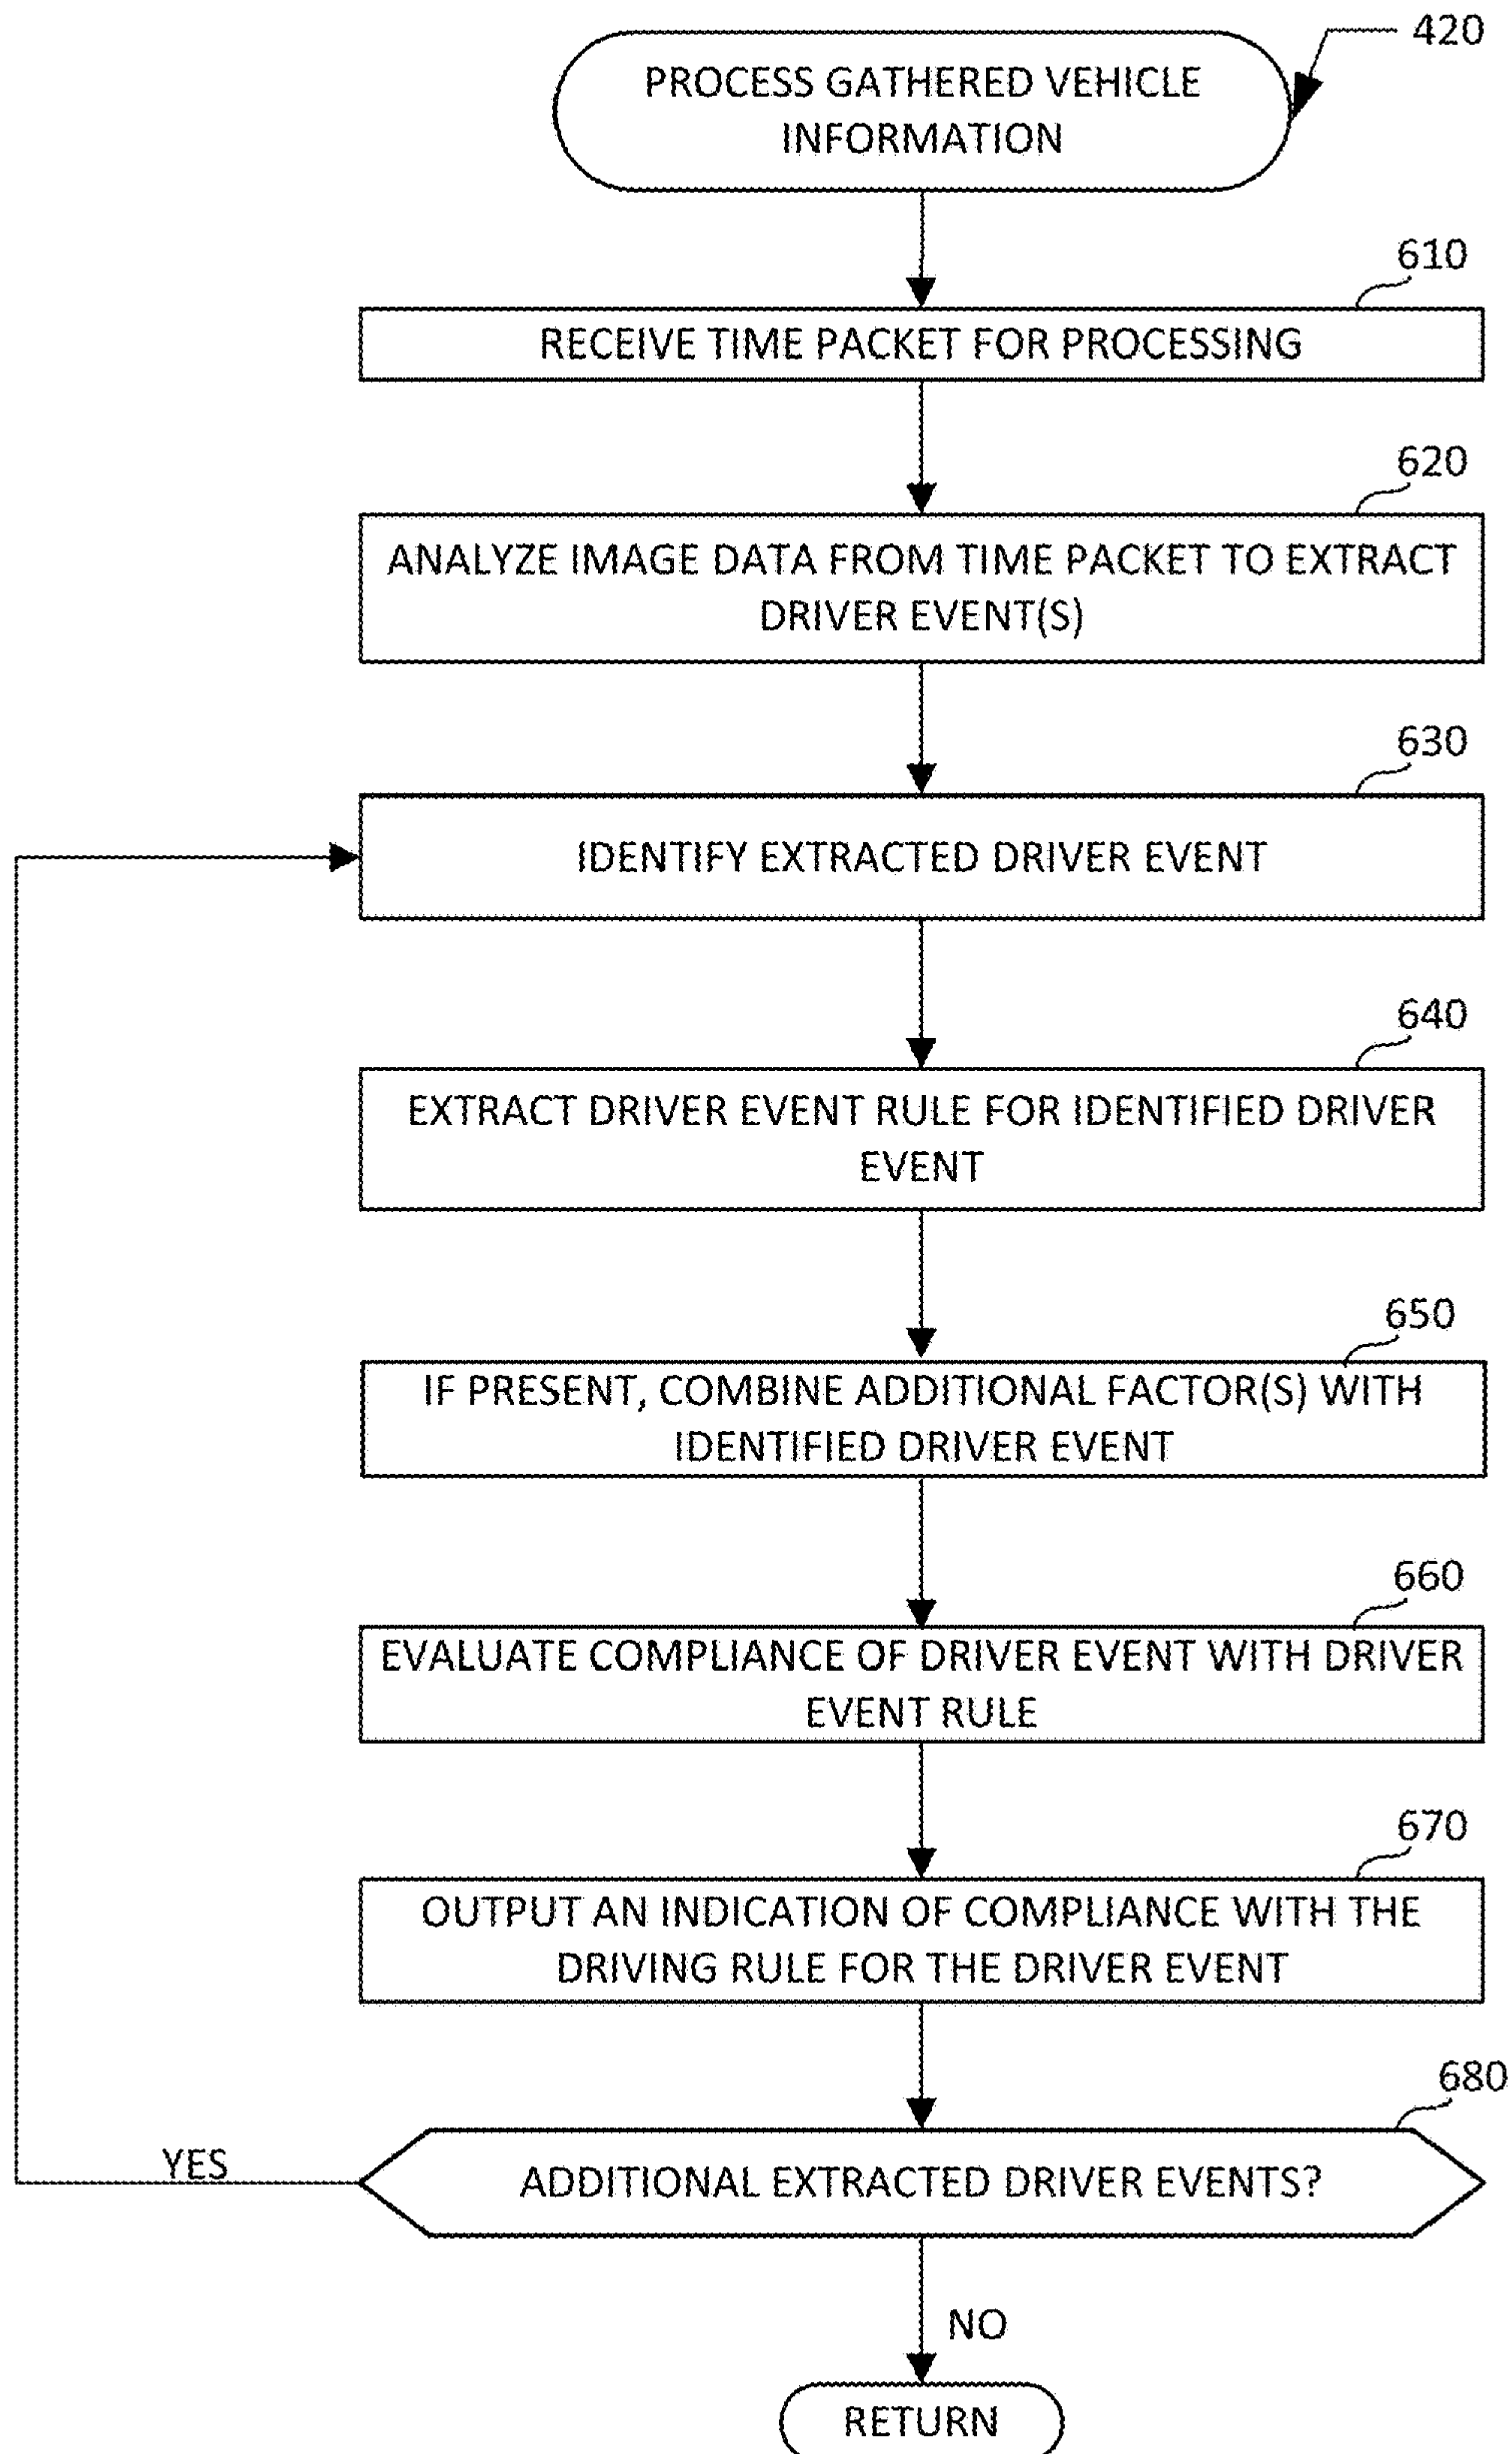 420
PROCESS GATHERED VEHICLE
INFORMATION
610
RECEIVE TIME PACKET FOR PROCESSING
620
ANALYZE IMAGE DATA FROM TIME PACKET TO EXTRACT
DRIVER EVENT(S)
630
IDENTIFY EXTRACTED DRIVER EVENT
640
EXTRACT DRIVER EVENT RULE FOR IDENTIFIED DRIVER
EVENT
650
IF PRESENT, COMBINE ADDITIONAL FACTOR(S) WITH
IDENTIFIED DRIVER EVENT
660
EVALUATE COMPLIANCE OF DRIVER EVENT WITH DRIVER
EVENT RULE
670
OUTPUT AN INDICATION OF COMPLIANCE WITH THE
DRIVING RULE FOR THE DRIVER EVENT
680
YES
ADDITIONAL EXTRACTED DRIVER EVENTS?
NO
RETURN